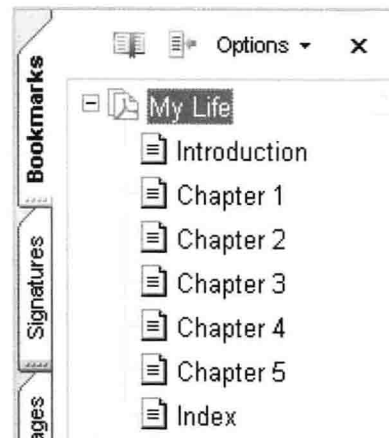 Options
My Life
Introduction
Chapter 1
Chapter 2
Chapter 3
Chapter 4
Chapter 5
Index
Bookmarks
Signatures
ages